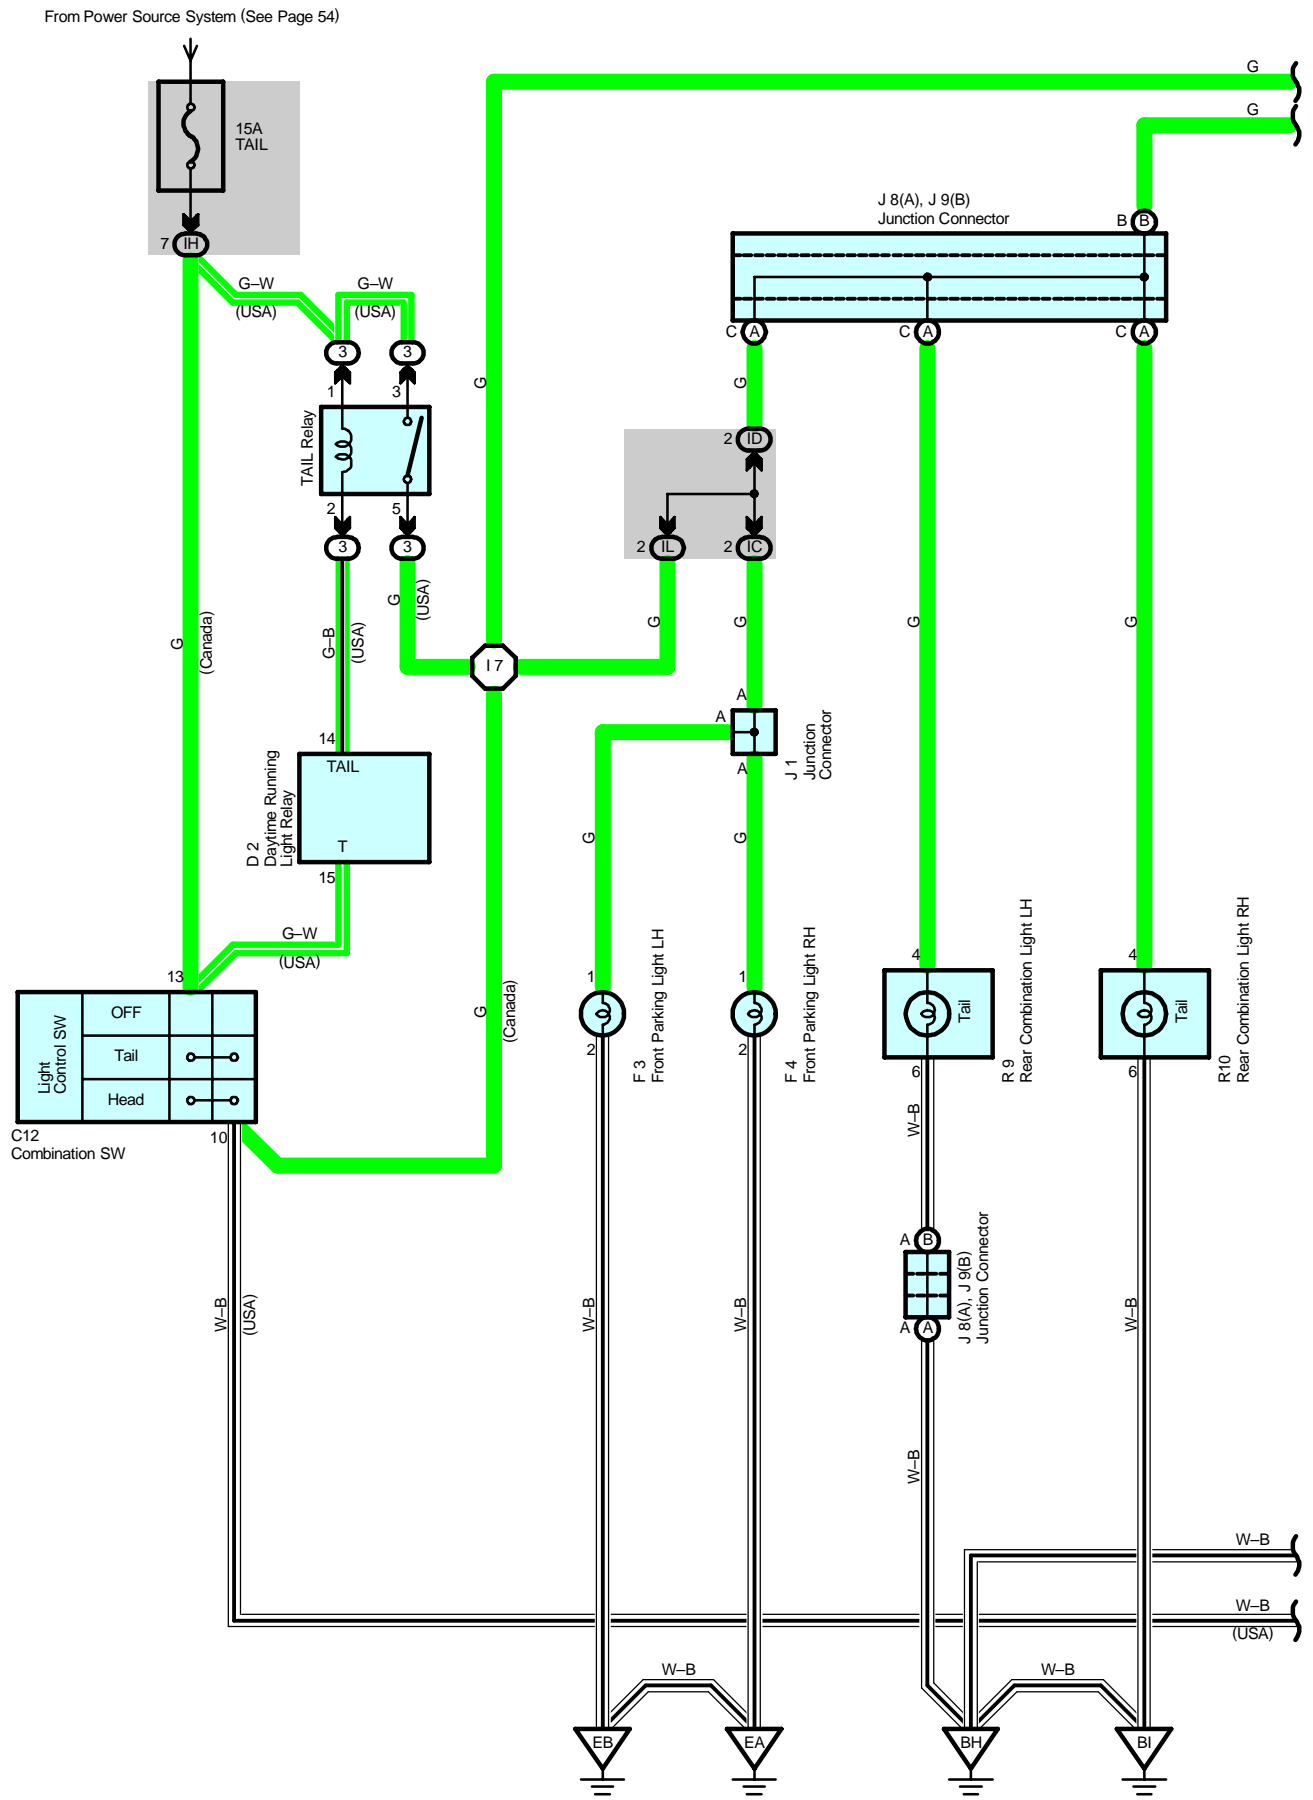 From Power Source System (See Page 54)
G
G
15A
TAIL
7
IH
J 8(A), J 9(B)
Junction Connector
B
B
G–W
(USA)
G–W
(USA)
3
3
1
3
TAIL Relay
2
5
3
3
C
A
C
A
C
A
G
G
2
ID
2
IL
2
IC
G
(Canada)
G–B
(USA)
G
(USA)
G
G
G
G
I 7
A
A
A
J 1
Junction
Connector
14
TAIL
T
15
D 2
Daytime Running
Light Relay
G
G
G–W
(USA)
13
Light
Control SW
OFF
Tail
Head
C12
Combination SW
10
G
(Canada)
1
2
F 3
Front Parking Light LH
1
2
F 4
Front Parking Light RH
4
Tail
6
R 9
Rear Combination Light LH
4
Tail
6
R10
Rear Combination Light RH
W–B
A
B
A
A
J 8(A), J 9(B)
Junction Connector
W–B
(USA)
W–B
W–B
W–B
W–B
W–B
W–B
(USA)
W–B
W–B
EB
EA
BH
BI